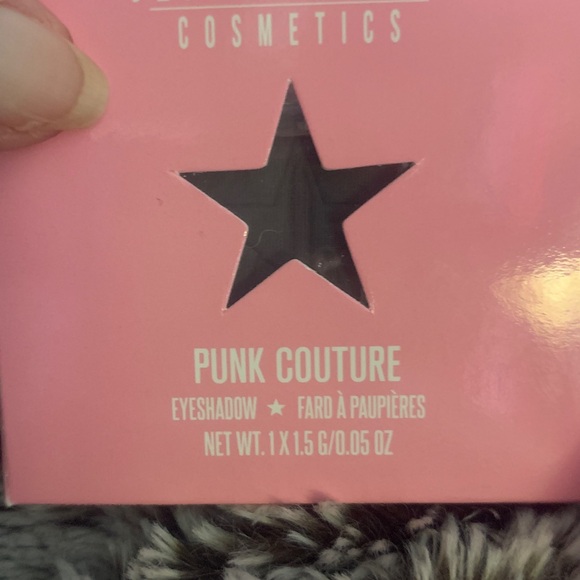 COSMETICS
PUNK COUTURE
EYESHADOW ★ FARD À PAUPIÈRES
NET WT. 1 X 1.5 G/0.05 OZ